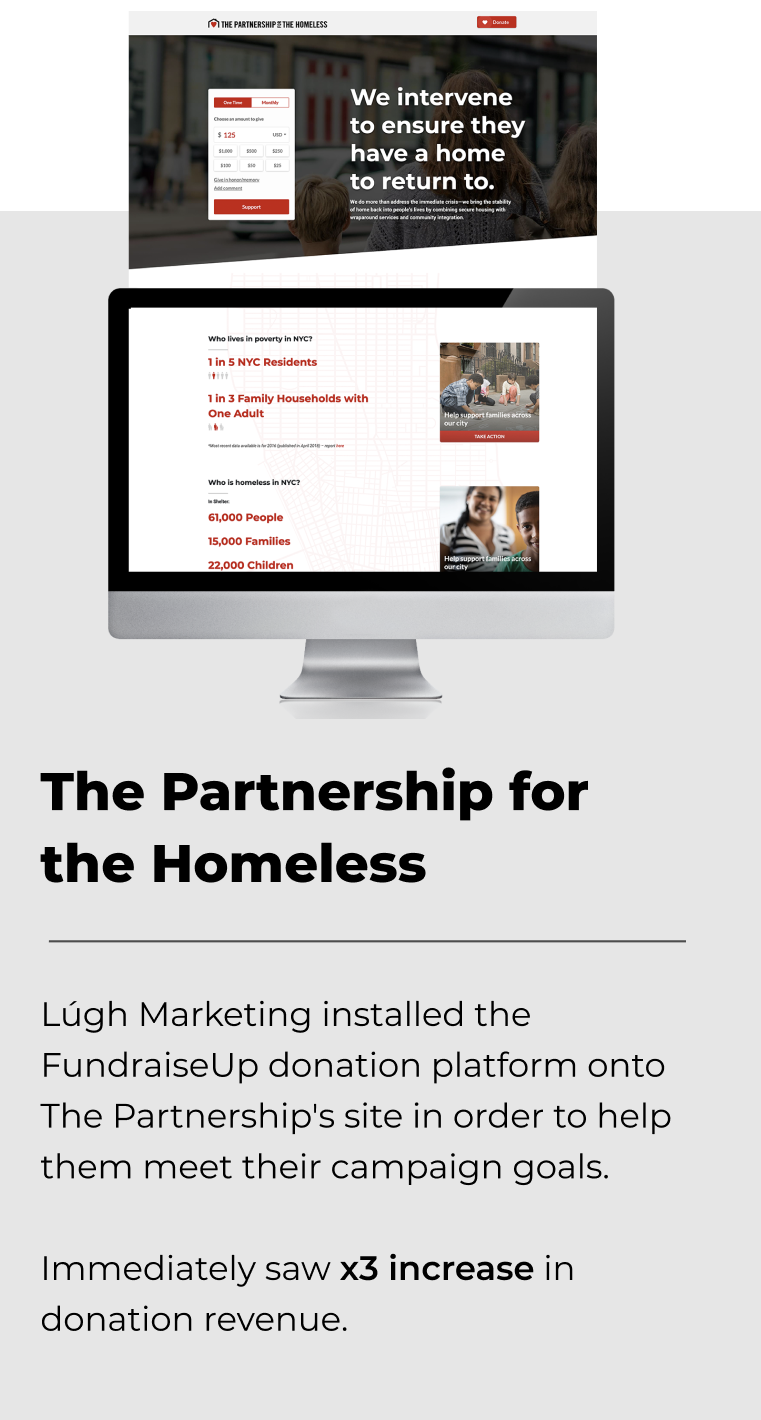 THE PARTNERSHIP FOR THE HOMELESS
Donate
One Time Monthly
Choose an amount to give
$ 125 USD
$1,000 $500 $250
$100 $50 $25
Give in honor/memory
Add comment
Support
We intervene
to ensure they
have a home
to return to.
We do more than address the immediate crisis—we bring the stability
of home back into people's lives by combining secure housing with
wraparound services and community integration.
Who lives in poverty in NYC?
1 in 5 NYC Residents
1 in 3 Family Households with
One Adult
*Most recent data available is for 2016 (published in April 2018) – report here
Help support families across
our city
TAKE ACTION
Who is homeless in NYC?
In Shelter:
61,000 People
15,000 Families
22,000 Children
Help support families across
our city
The Partnership for
the Homeless
Lúgh Marketing installed the
FundraiseUp donation platform onto
The Partnership's site in order to help
them meet their campaign goals.
Immediately saw x3 increase in
donation revenue.